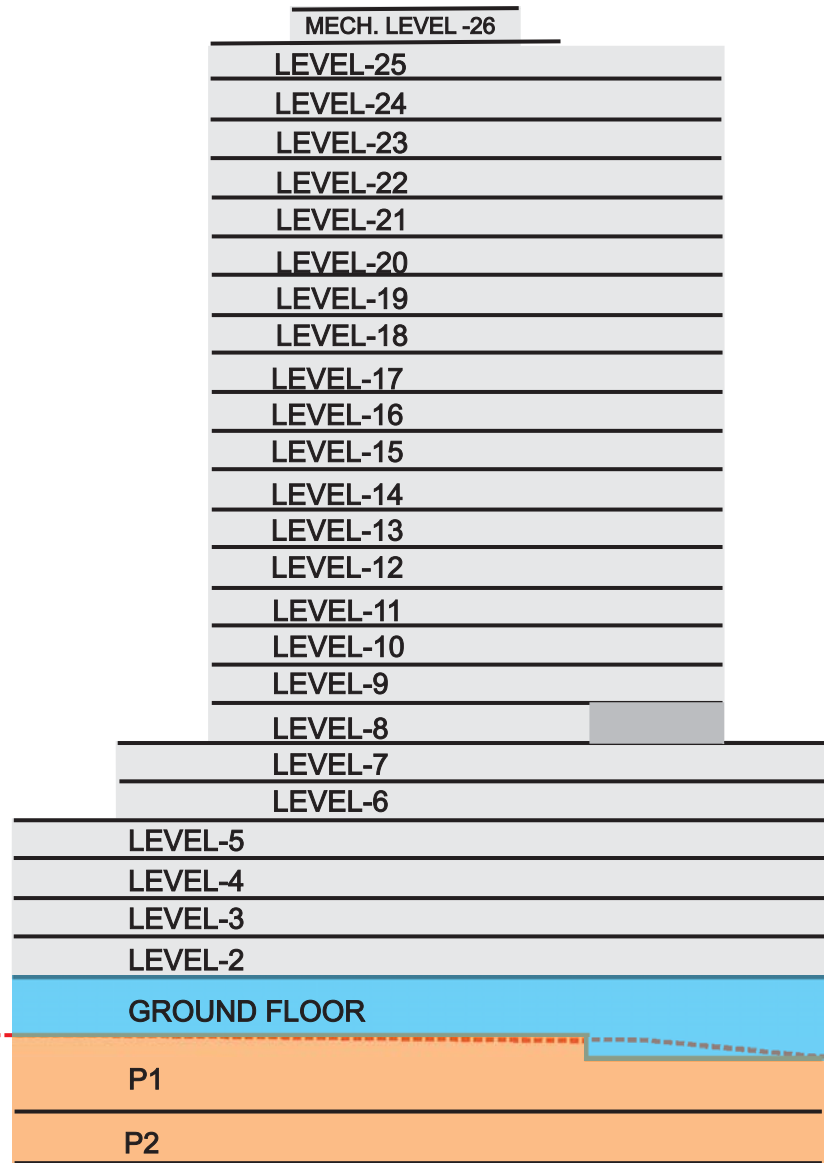 MECH. LEVEL -26
LEVEL-25
LEVEL-24
LEVEL-23
LEVEL-22
LEVEL-21
LEVEL-20
LEVEL-19
LEVEL-18
LEVEL-17
LEVEL-16
LEVEL-15
LEVEL-14
LEVEL-13
LEVEL-12
LEVEL-11
LEVEL-10
LEVEL-9
LEVEL-8
LEVEL-7
LEVEL-6
LEVEL-5
LEVEL-4
LEVEL-3
LEVEL-2
GROUND FLOOR
P1
P2